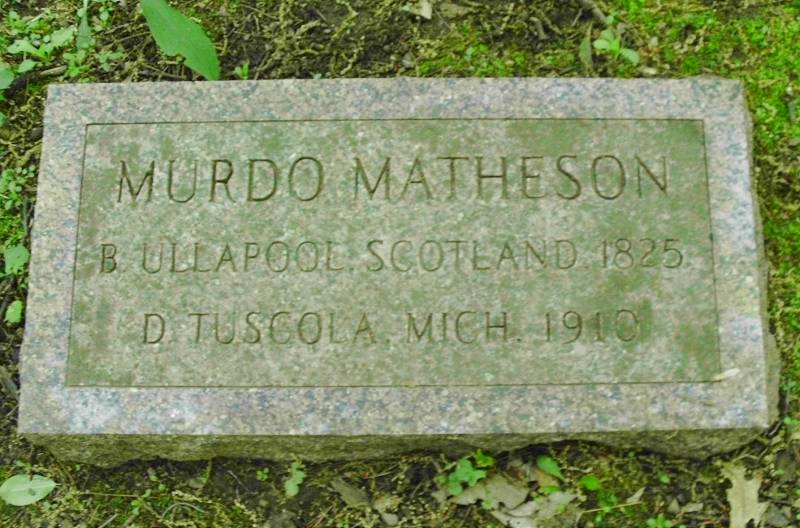 MURDO MATHESON
B. ULLAPOOL, SCOTLAND, 1825
D. TUSCOLA, MICH. 1910